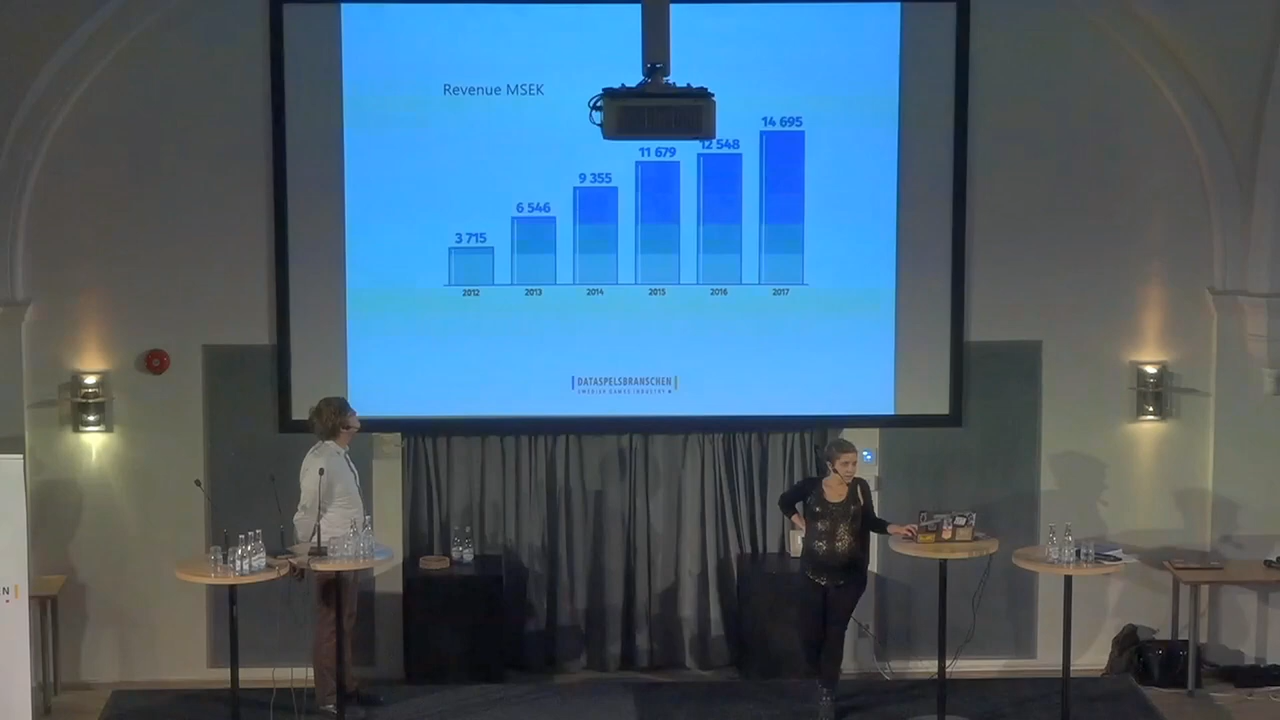 Revenue MSEK
14 695
12 548
11 679
9 355
6 546
3 715
2012 2013 2014 2015 2016 2017
DATASPELSBRANSCHEN
SWEDISH GAMES INDUSTRY
N